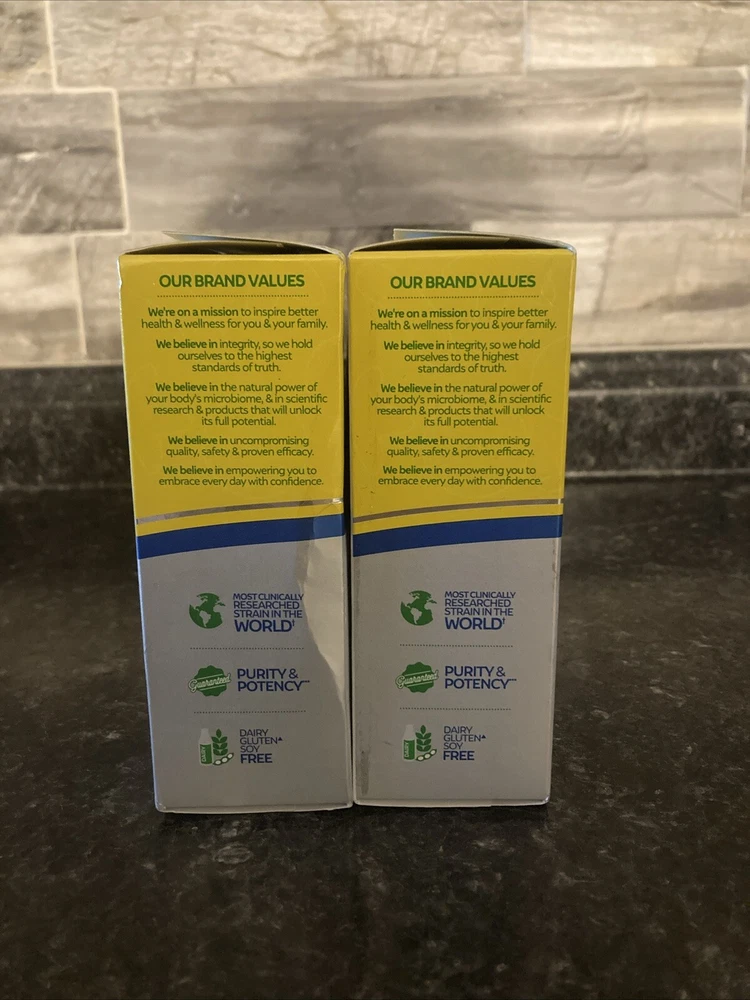 OUR BRAND VALUES
We're on a mission to inspire better
health & wellness for you & your family.
We believe in integrity, so we hold
ourselves to the highest
standards of truth.
We believe in the natural power of
your body's microbiome, & in scientific
research & products that will unlock
its full potential.
We believe in uncompromising
quality, safety & proven efficacy.
We believe in empowering you to
embrace every day with confidence.
MOST CLINICALLY
RESEARCHED
STRAIN IN THE
WORLD†
Guaranteed
PURITY &
POTENCY***
DAIRY
DAIRY
GLUTEN▲
SOY
FREE
OUR BRAND VALUES
We're on a mission to inspire better
health & wellness for you & your family.
We believe in integrity, so we hold
ourselves to the highest
standards of truth.
We believe in the natural power of
your body's microbiome, & in scientific
research & products that will unlock
its full potential.
We believe in uncompromising
quality, safety & proven efficacy.
We believe in empowering you to
embrace every day with confidence.
MOST CLINICALLY
RESEARCHED
STRAIN IN THE
WORLD†
Guaranteed
PURITY &
POTENCY***
DAIRY
DAIRY
GLUTEN▲
SOY
FREE